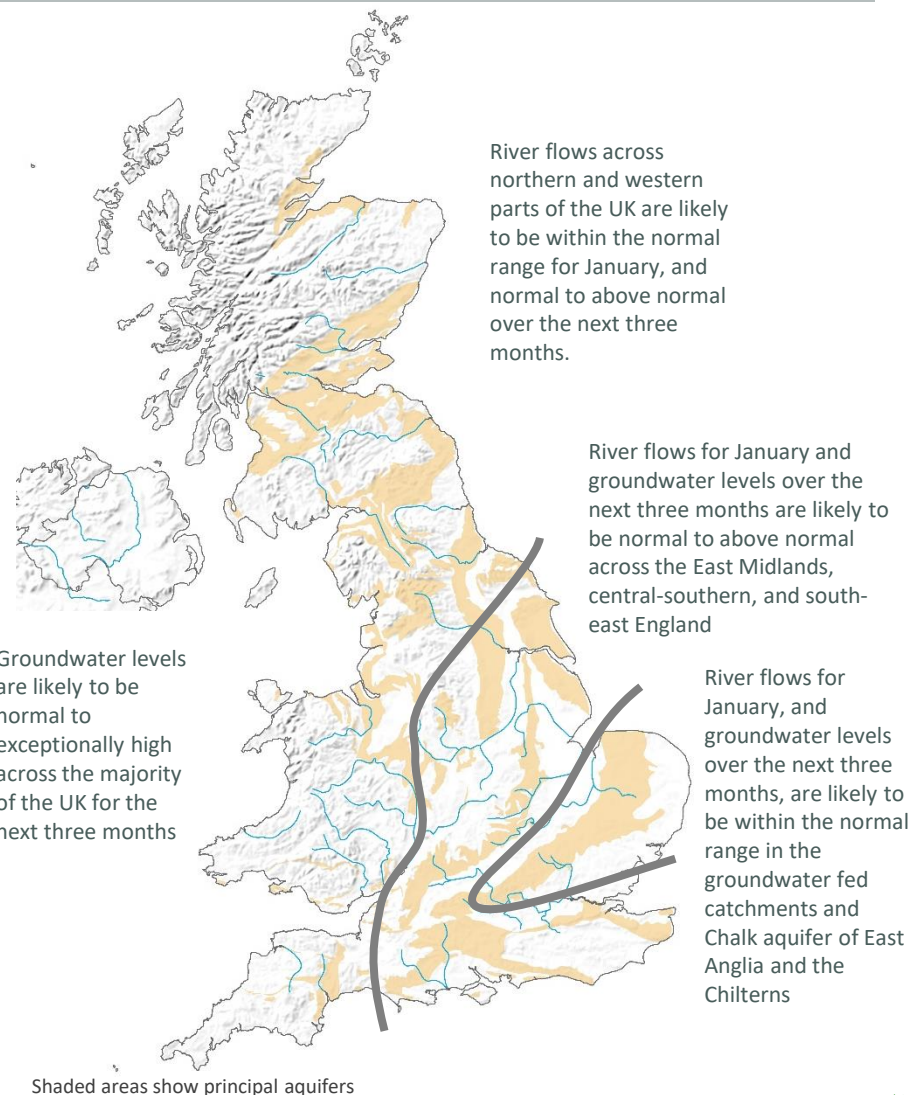 River flows across
northern and western
parts of the UK are likely
to be within the normal
range for January, and
normal to above normal
over the next three
months.
River flows for January and
groundwater levels over the
next three months are likely to
be normal to above normal
across the East Midlands,
central-southern, and south-
east England
Groundwater levels
are likely to be
normal to
exceptionally high
across the majority
of the UK for the
next three months
River flows for
January, and
groundwater levels
over the next three
months, are likely to
be within the normal
range in the
groundwater fed
catchments and
Chalk aquifer of East
Anglia and the
Chilterns
Shaded areas show principal aquifers